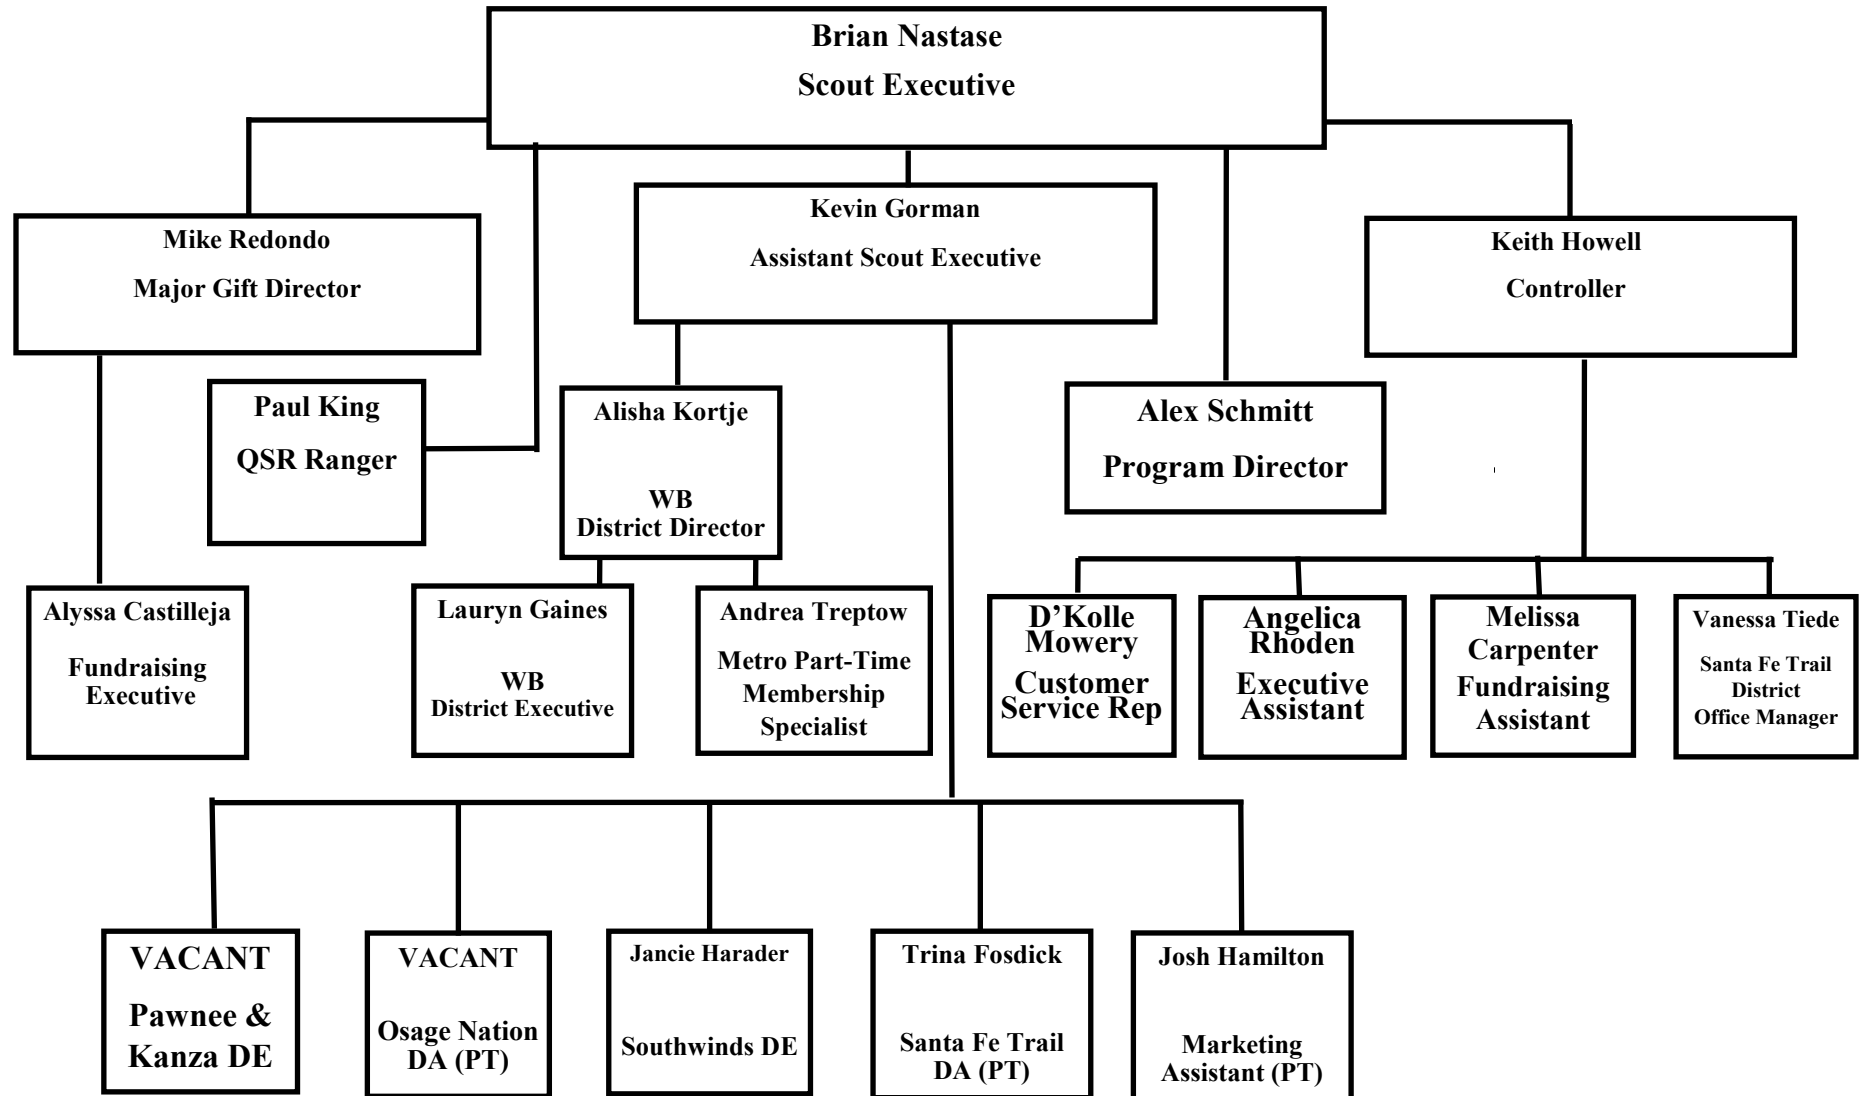 Brian Nastase
Scout Executive
Mike Redondo
Major Gift Director
Kevin Gorman
Assistant Scout Executive
Keith Howell
Controller
Paul King
QSR Ranger
Alisha Kortje
WB
District Director
Alex Schmitt
Program Director
Alyssa Castilleja
Fundraising
Executive
Lauryn Gaines
WB
District Executive
Andrea Treptow
Metro Part-Time
Membership
Specialist
D’Kolle
Mowery
Customer
Service Rep
Angelica
Rhoden
Executive
Assistant
Melissa
Carpenter
Fundraising
Assistant
Vanessa Tiede
Santa Fe Trail
District
Office Manager
VACANT
Pawnee &
Kanza DE
VACANT
Osage Nation
DA (PT)
Jancie Harader
Southwinds DE
Trina Fosdick
Santa Fe Trail
DA (PT)
Josh Hamilton
Marketing
Assistant (PT)